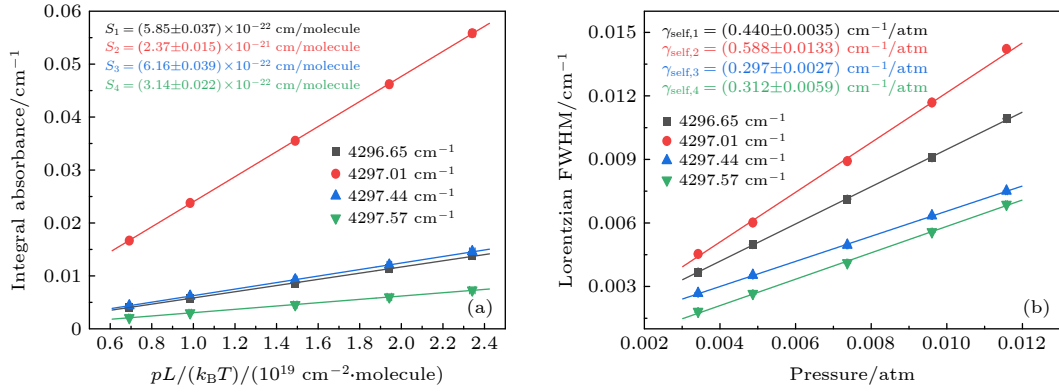 S₁=(5.85±0.037)×10⁻²² cm/molecule
S₂=(2.37±0.015)×10⁻²¹ cm/molecule
S₃=(6.16±0.039)×10⁻²² cm/molecule
S₄=(3.14±0.022)×10⁻²² cm/molecule
4296.65 cm⁻¹
4297.01 cm⁻¹
4297.44 cm⁻¹
4297.57 cm⁻¹
(a)
Integral absorbance/cm⁻¹
0.06
0.05
0.04
0.03
0.02
0.01
0
0.6 0.8 1.0 1.2 1.4 1.6 1.8 2.0 2.2 2.4
pL/(k_BT)/(10¹⁹ cm⁻²·molecule)
γself,1=(0.440±0.0035) cm⁻¹/atm
γself,2=(0.588±0.0133) cm⁻¹/atm
γself,3=(0.297±0.0027) cm⁻¹/atm
γself,4=(0.312±0.0059) cm⁻¹/atm
4296.65 cm⁻¹
4297.01 cm⁻¹
4297.44 cm⁻¹
4297.57 cm⁻¹
(b)
Lorentzian FWHM/cm⁻¹
0.015
0.012
0.009
0.006
0.003
0.002 0.004 0.006 0.008 0.010 0.012
Pressure/atm